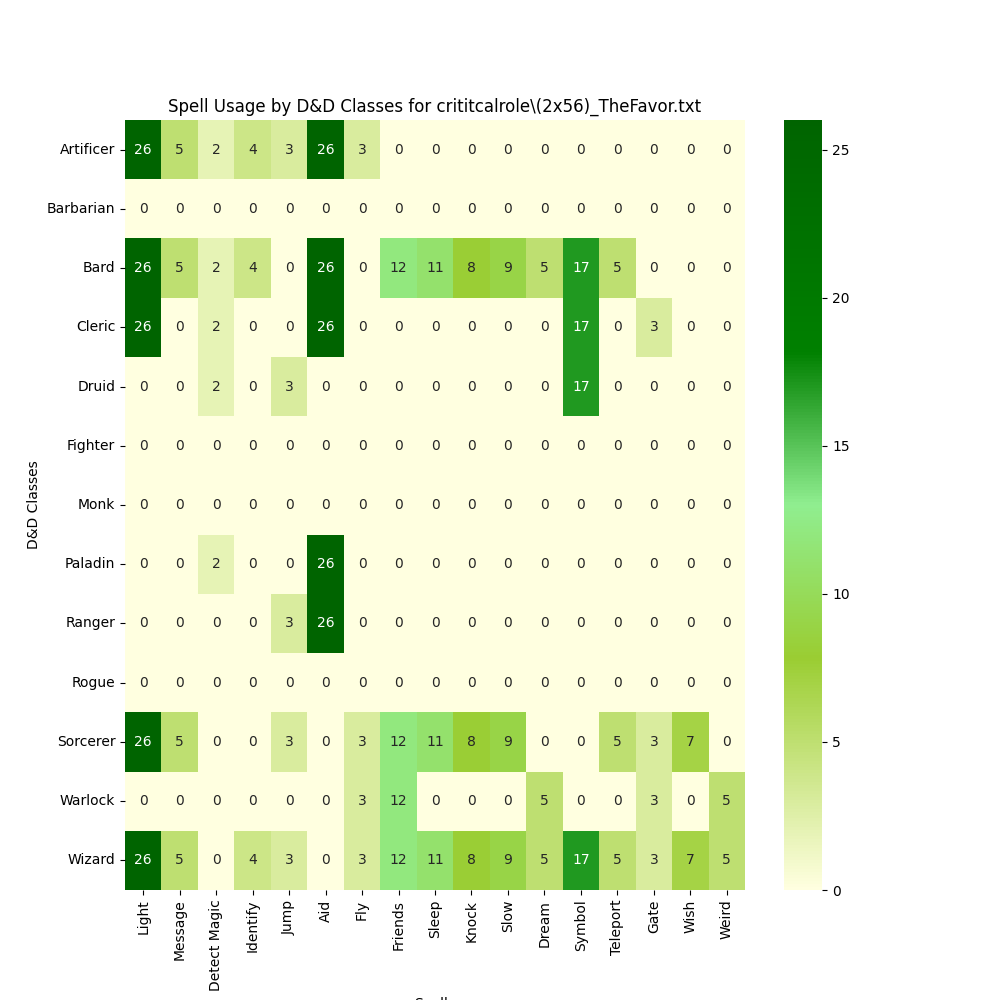 Spell Usage by D&D Classes for crititcalrole\(2x56)_TheFavor.txt
Artificer 26 5 2 4 3 26 3 0 0 0 0 0 0 0 0 0 0
Barbarian 0 0 0 0 0 0 0 0 0 0 0 0 0 0 0 0 0
Bard 26 5 2 4 0 26 0 12 11 8 9 5 17 5 0 0 0
Cleric 26 0 2 0 0 26 0 0 0 0 0 0 17 0 3 0 0
Druid 0 0 2 0 3 0 0 0 0 0 0 0 17 0 0 0 0
Fighter 0 0 0 0 0 0 0 0 0 0 0 0 0 0 0 0 0
Monk 0 0 0 0 0 0 0 0 0 0 0 0 0 0 0 0 0
Paladin 0 0 2 0 0 26 0 0 0 0 0 0 0 0 0 0 0
Ranger 0 0 0 0 3 26 0 0 0 0 0 0 0 0 0 0 0
Rogue 0 0 0 0 0 0 0 0 0 0 0 0 0 0 0 0 0
Sorcerer 26 5 0 0 3 0 3 12 11 8 9 0 0 5 3 7 0
Warlock 0 0 0 0 0 0 3 12 0 0 0 5 0 0 3 0 5
Wizard 26 5 0 4 3 0 3 12 11 8 9 5 17 5 3 7 5
D&D Classes
Light
Message
Detect Magic
Identify
Jump
Aid
Fly
Friends
Sleep
Knock
Slow
Dream
Symbol
Teleport
Gate
Wish
Weird
25
20
15
10
5
0